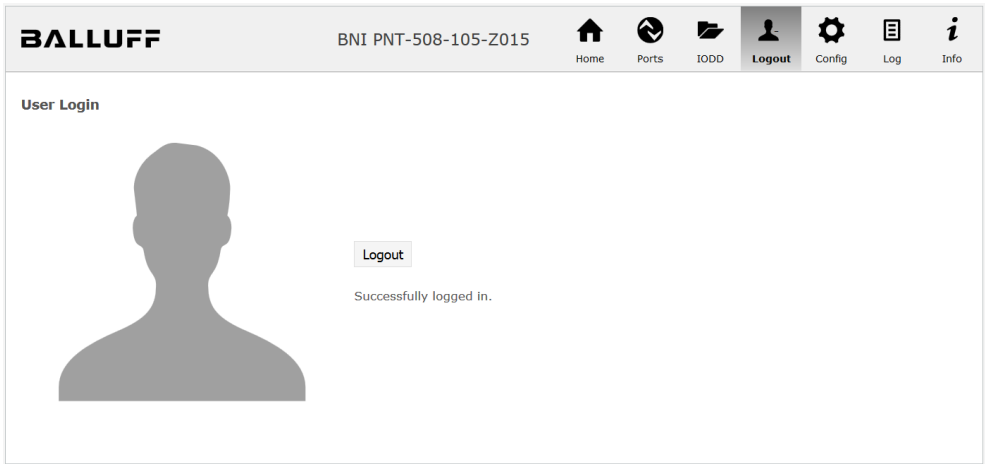 BALLUFF
BNI PNT-508-105-Z015
Home Ports IODD Logout Config Log Info
User Login
Logout
Successfully logged in.